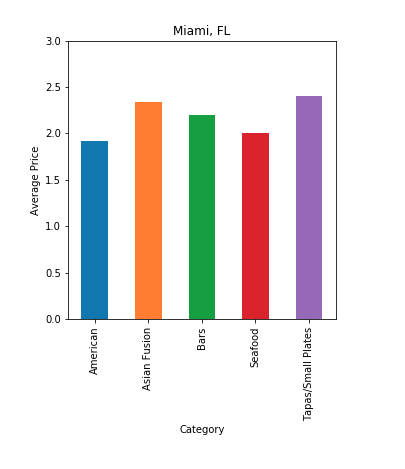 Miami, FL
3.0
2.5
2.0
1.5
1.0
0.5
0.0
Average Price
American
Asian Fusion
Bars
Seafood
Tapas/Small Plates
Category